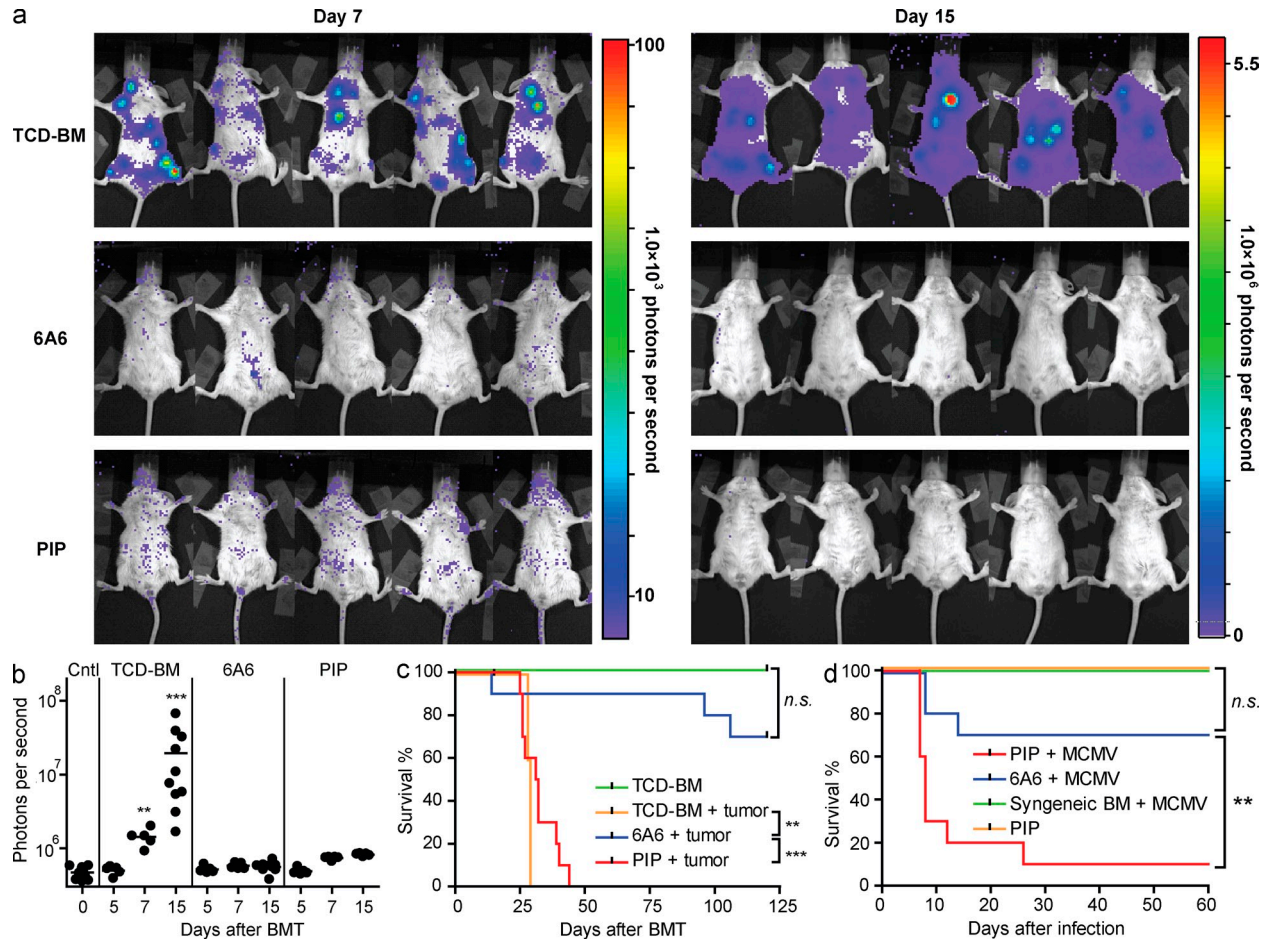 a
Day 7
Day 15
TCD-BM
6A6
PIP
100
10
1.0×10³ photons per second
5.5
0
1.0×10⁶ photons per second
b
Cntl TCD-BM 6A6 PIP
Photons per second
10⁸
10⁷
10⁶
**
***
0 5 7 15 5 7 15 5 7 15
Days after BMT
c
Survival %
100
80
60
40
20
0
0 25 50 75 100 125
Days after BMT
n.s.
TCD-BM
TCD-BM + tumor
6A6 + tumor
PIP + tumor
**
***
d
Survival %
100
80
60
40
20
0
0 10 20 30 40 50 60
Days after infection
n.s.
PIP + MCMV
6A6 + MCMV
Syngeneic BM + MCMV
PIP
**